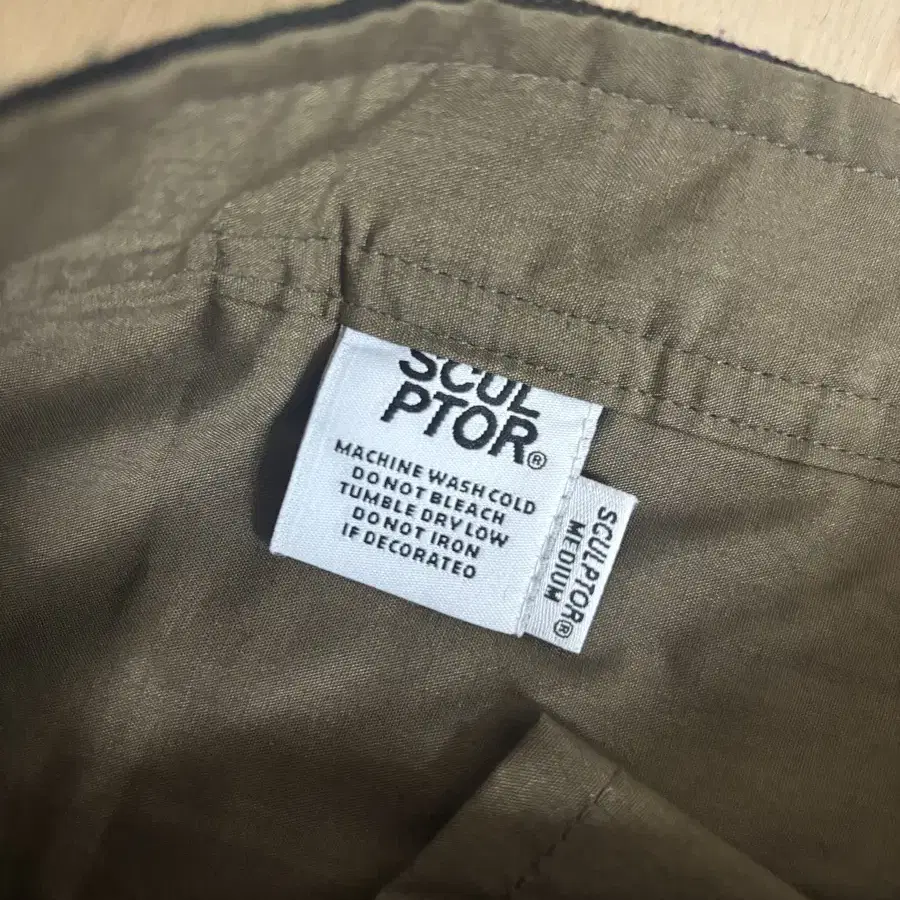 SCUL
PTOR®
MACHINE WASH COLD
DO NOT BLEACH
TUMBLE DRY LOW
DO NOT IRON
IF DECORATED
SCULPTOR®
MEDIUM